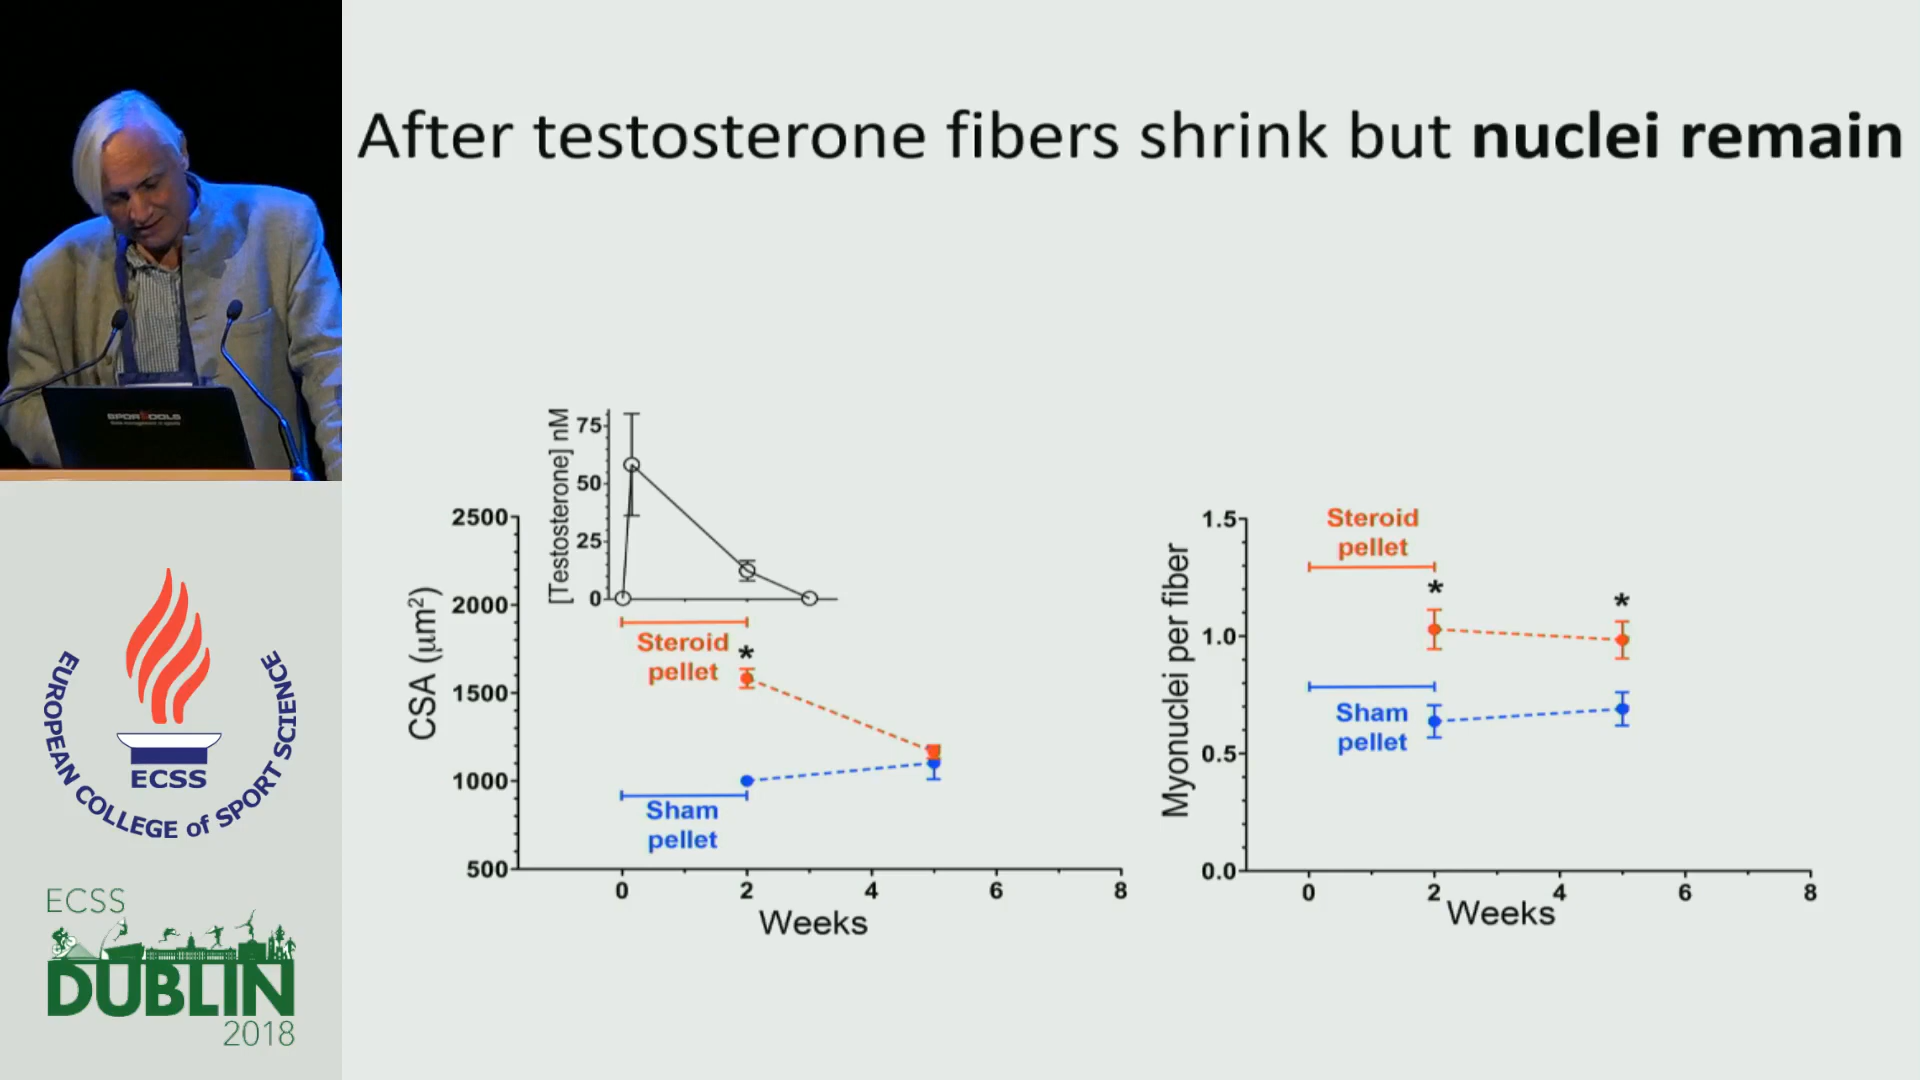 After testosterone fibers shrink but nuclei remain
[Testosterone] nM
75
50
25
0
CSA (μm²)
2500
2000
1500
1000
500
Steroid
pellet
*
Sham
pellet
0 2 4 6 8
Weeks
Myonuclei per fiber
1.5
1.0
0.5
0.0
Steroid
pellet
* *
Sham
pellet
0 2 4 6 8
Weeks
EUROPEAN COLLEGE of SPORT SCIENCE
ECSS
ECSS
DUBLIN
2018